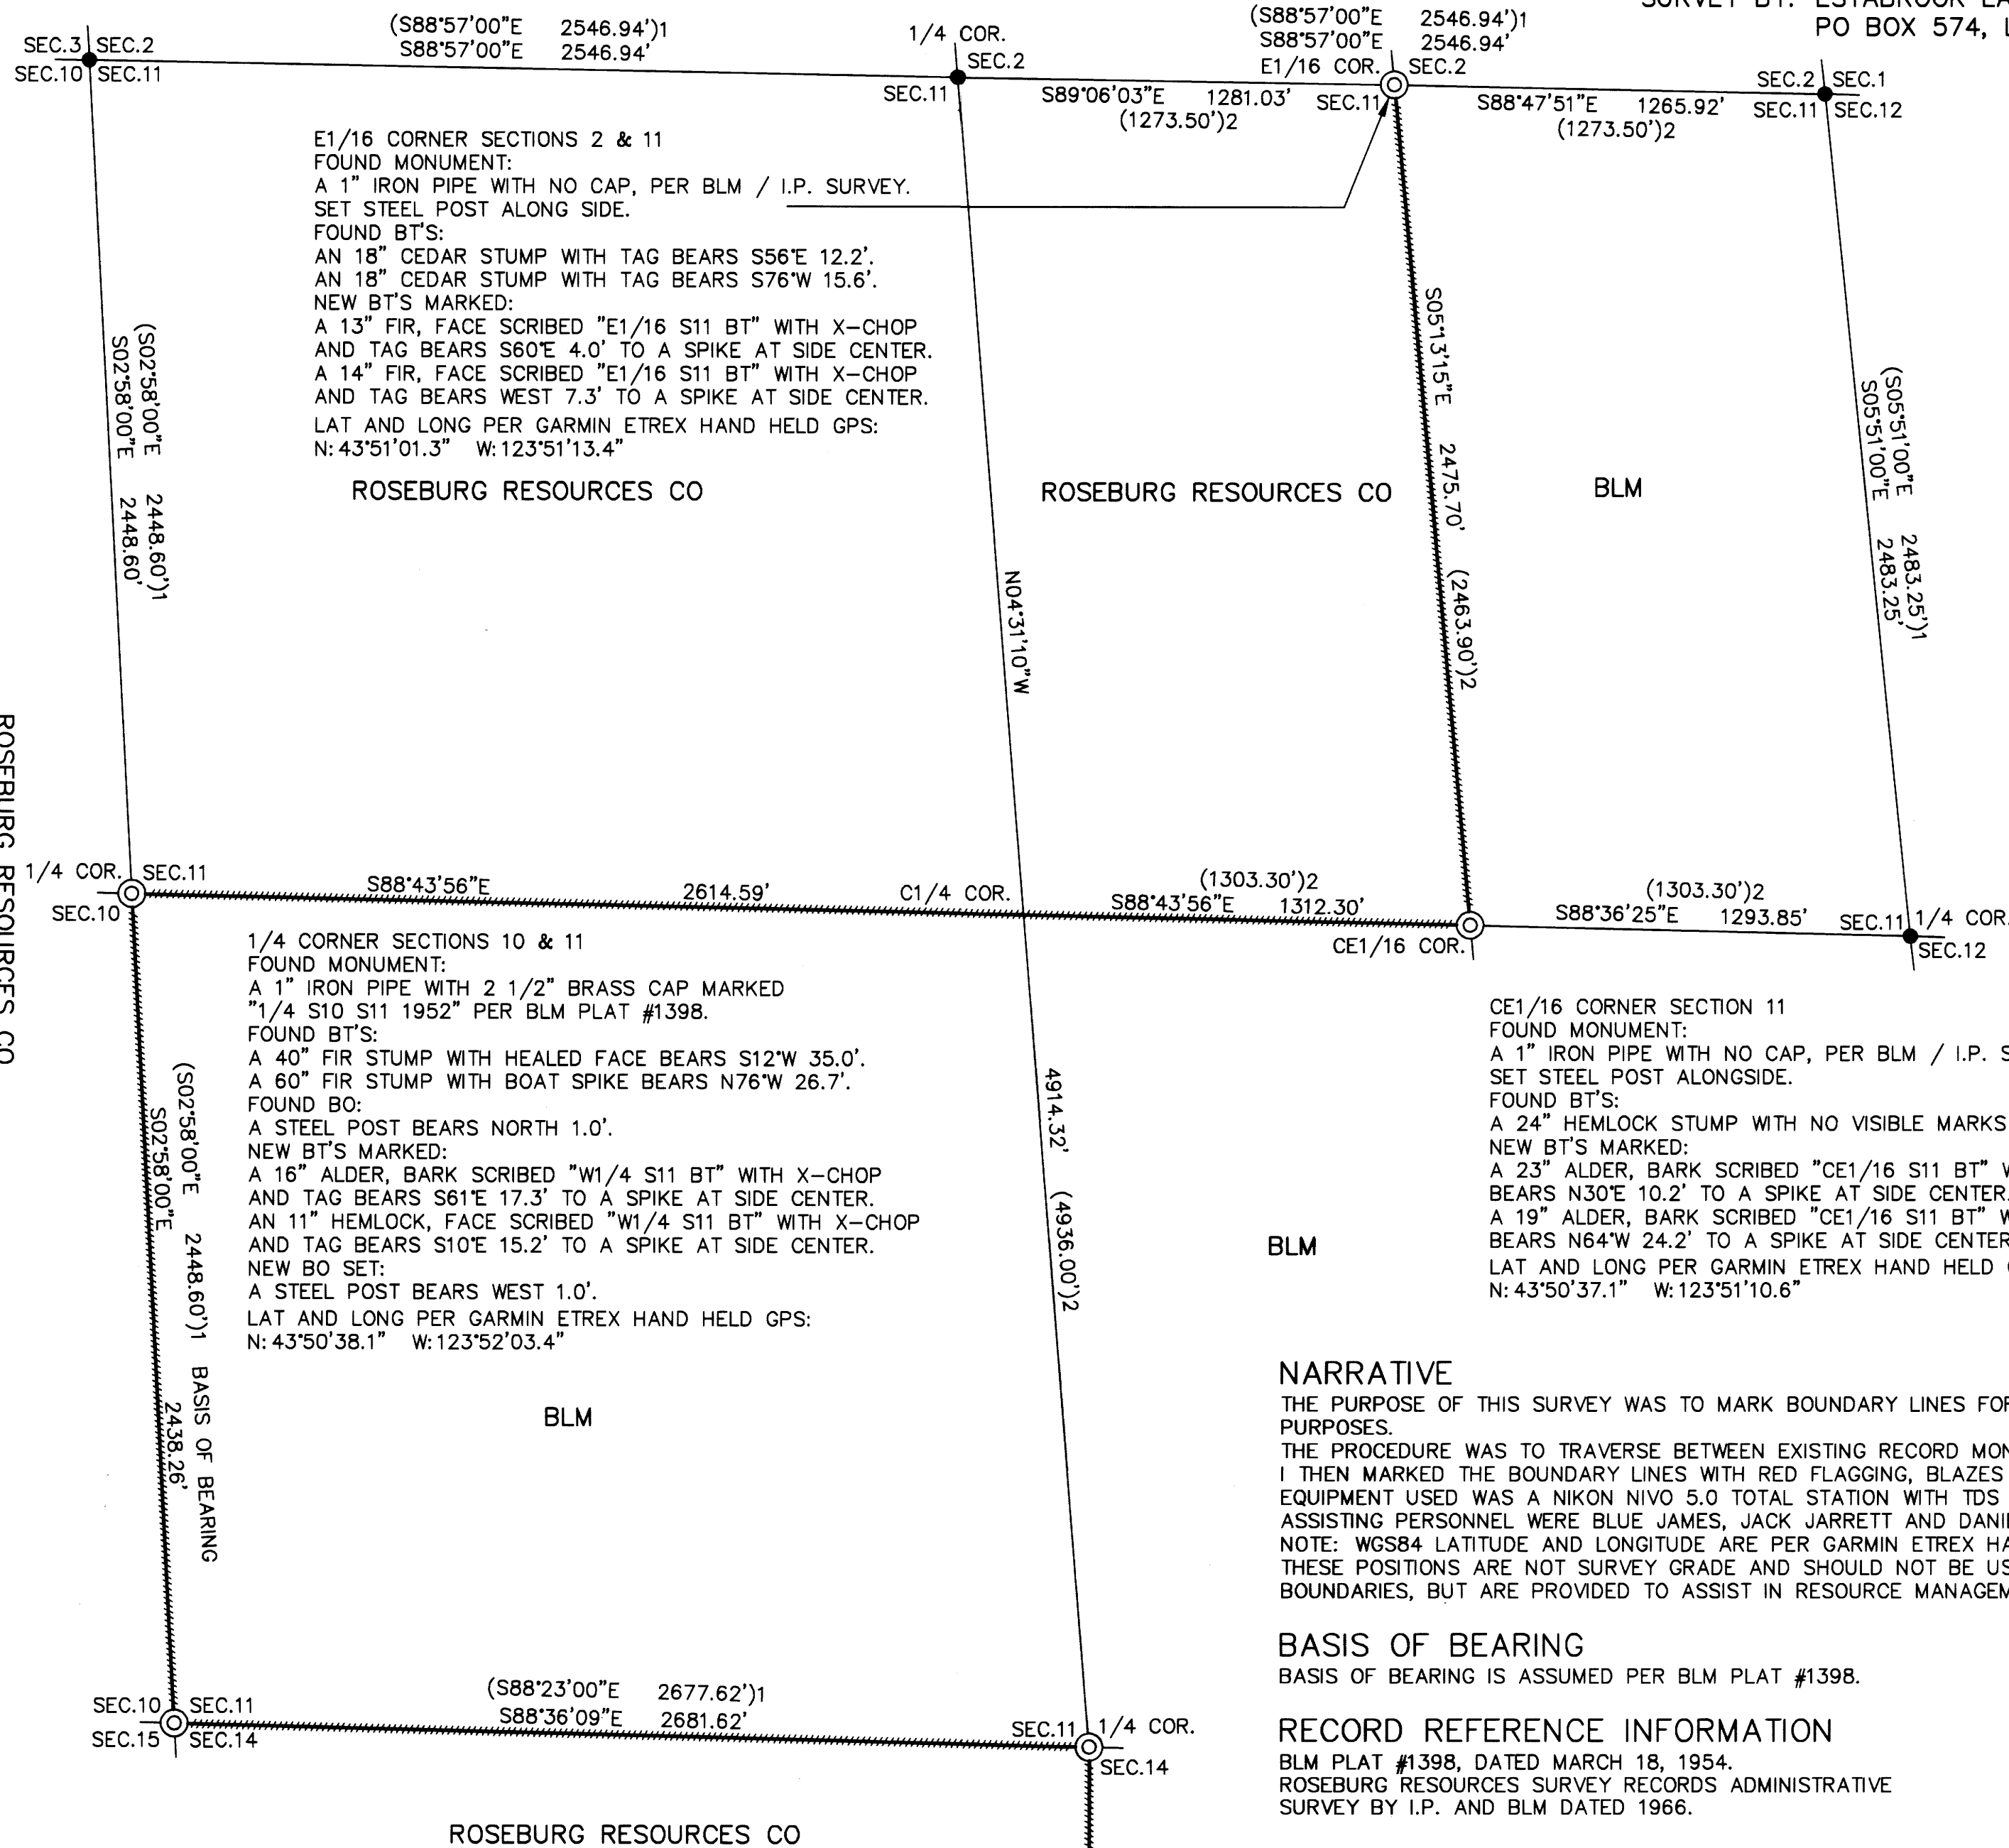 SURVEY BY: ESTABROOK
PO BOX 574,
(S88°57'00"E 2546.94')1
S88°57'00"E 2546.94'
1/4 COR.
(S88°57'00"E 2546.94')1
S88°57'00"E 2546.94'
SEC.3 SEC.2
SEC.10 SEC.11
SEC.2
SEC.11
E1/16 COR. SEC.2
SEC.11
SEC.2 SEC.1
SEC.11 SEC.12
S89°06'03"E 1281.03'
(1273.50')2
S88°47'51"E 1265.92'
(1273.50')2
E1/16 CORNER SECTIONS 2 & 11
FOUND MONUMENT:
A 1" IRON PIPE WITH NO CAP, PER BLM / I.P. SURVEY.
SET STEEL POST ALONG SIDE.
FOUND BT'S:
AN 18" CEDAR STUMP WITH TAG BEARS S56°E 12.2'.
AN 18" CEDAR STUMP WITH TAG BEARS S76°W 15.6'.
NEW BT'S MARKED:
A 13" FIR, FACE SCRIBED "E1/16 S11 BT" WITH X-CHOP
AND TAG BEARS S60°E 4.0' TO A SPIKE AT SIDE CENTER.
A 14" FIR, FACE SCRIBED "E1/16 S11 BT" WITH X-CHOP
AND TAG BEARS WEST 7.3' TO A SPIKE AT SIDE CENTER.
LAT AND LONG PER GARMIN ETREX HAND HELD GPS:
N: 43°51'01.3" W: 123°51'13.4"
(S02°58'00"E 2448.60')1
S02°58'00"E 2448.60'
ROSEBURG RESOURCES CO
ROSEBURG RESOURCES CO
BLM
S05°13'15"E 2475.70' (2463.90')2
(S05°51'00"E 2483.25')1
S05°51'00"E 2483.25'
N04°31'10"W
4914.32' (4936.00')2
ROSEBURG RESOURCES CO
1/4 COR. SEC.11
SEC.10
S88°43'56"E 2614.59'
C1/4 COR.
(1303.30')2
S88°43'56"E 1312.30'
CE1/16 COR.
(1303.30')2
S88°36'25"E 1293.85'
SEC.11 1/4 COR.
SEC.12
1/4 CORNER SECTIONS 10 & 11
FOUND MONUMENT:
A 1" IRON PIPE WITH 2 1/2" BRASS CAP MARKED
"1/4 S10 S11 1952" PER BLM PLAT #1398.
FOUND BT'S:
A 40" FIR STUMP WITH HEALED FACE BEARS S12°W 35.0'.
A 60" FIR STUMP WITH BOAT SPIKE BEARS N76°W 26.7'.
FOUND BO:
A STEEL POST BEARS NORTH 1.0'.
NEW BT'S MARKED:
A 16" ALDER, BARK SCRIBED "W1/4 S11 BT" WITH X-CHOP
AND TAG BEARS S61°E 17.3' TO A SPIKE AT SIDE CENTER.
AN 11" HEMLOCK, FACE SCRIBED "W1/4 S11 BT" WITH X-CHOP
AND TAG BEARS S10°E 15.2' TO A SPIKE AT SIDE CENTER.
NEW BO SET:
A STEEL POST BEARS WEST 1.0'.
LAT AND LONG PER GARMIN ETREX HAND HELD GPS:
N: 43°50'38.1" W: 123°52'03.4"
CE1/16 CORNER SECTION 11
FOUND MONUMENT:
A 1" IRON PIPE WITH NO CAP, PER BLM / I.P.
SET STEEL POST ALONGSIDE.
FOUND BT'S:
A 24" HEMLOCK STUMP WITH NO VISIBLE MARKS
NEW BT'S MARKED:
A 23" ALDER, BARK SCRIBED "CE1/16 S11 BT"
BEARS N30°E 10.2' TO A SPIKE AT SIDE CENTER.
A 19" ALDER, BARK SCRIBED "CE1/16 S11 BT"
BEARS N64°W 24.2' TO A SPIKE AT SIDE CENTER
LAT AND LONG PER GARMIN ETREX HAND HELD
N: 43°50'37.1" W: 123°51'10.6"
(S02°58'00"E 2448.60')1 BASIS OF BEARING
S02°58'00"E 2438.26'
BLM
BLM
NARRATIVE
THE PURPOSE OF THIS SURVEY WAS TO MARK BOUNDARY LINES FOR
PURPOSES.
THE PROCEDURE WAS TO TRAVERSE BETWEEN EXISTING RECORD
I THEN MARKED THE BOUNDARY LINES WITH RED FLAGGING, BLAZES
EQUIPMENT USED WAS A NIKON NIVO 5.0 TOTAL STATION WITH TDS
ASSISTING PERSONNEL WERE BLUE JAMES, JACK JARRETT AND
NOTE: WGS84 LATITUDE AND LONGITUDE ARE PER GARMIN ETREX
THESE POSITIONS ARE NOT SURVEY GRADE AND SHOULD NOT BE
BOUNDARIES, BUT ARE PROVIDED TO ASSIST IN RESOURCE
BASIS OF BEARING
BASIS OF BEARING IS ASSUMED PER BLM PLAT #1398.
RECORD REFERENCE INFORMATION
BLM PLAT #1398, DATED MARCH 18, 1954.
ROSEBURG RESOURCES SURVEY RECORDS ADMINISTRATIVE
SURVEY BY I.P. AND BLM DATED 1966.
SEC.10 SEC.11
SEC.15 SEC.14
(S88°23'00"E 2677.62')1
S88°36'09"E 2681.62'
SEC.11 1/4 COR.
SEC.14
ROSEBURG RESOURCES CO